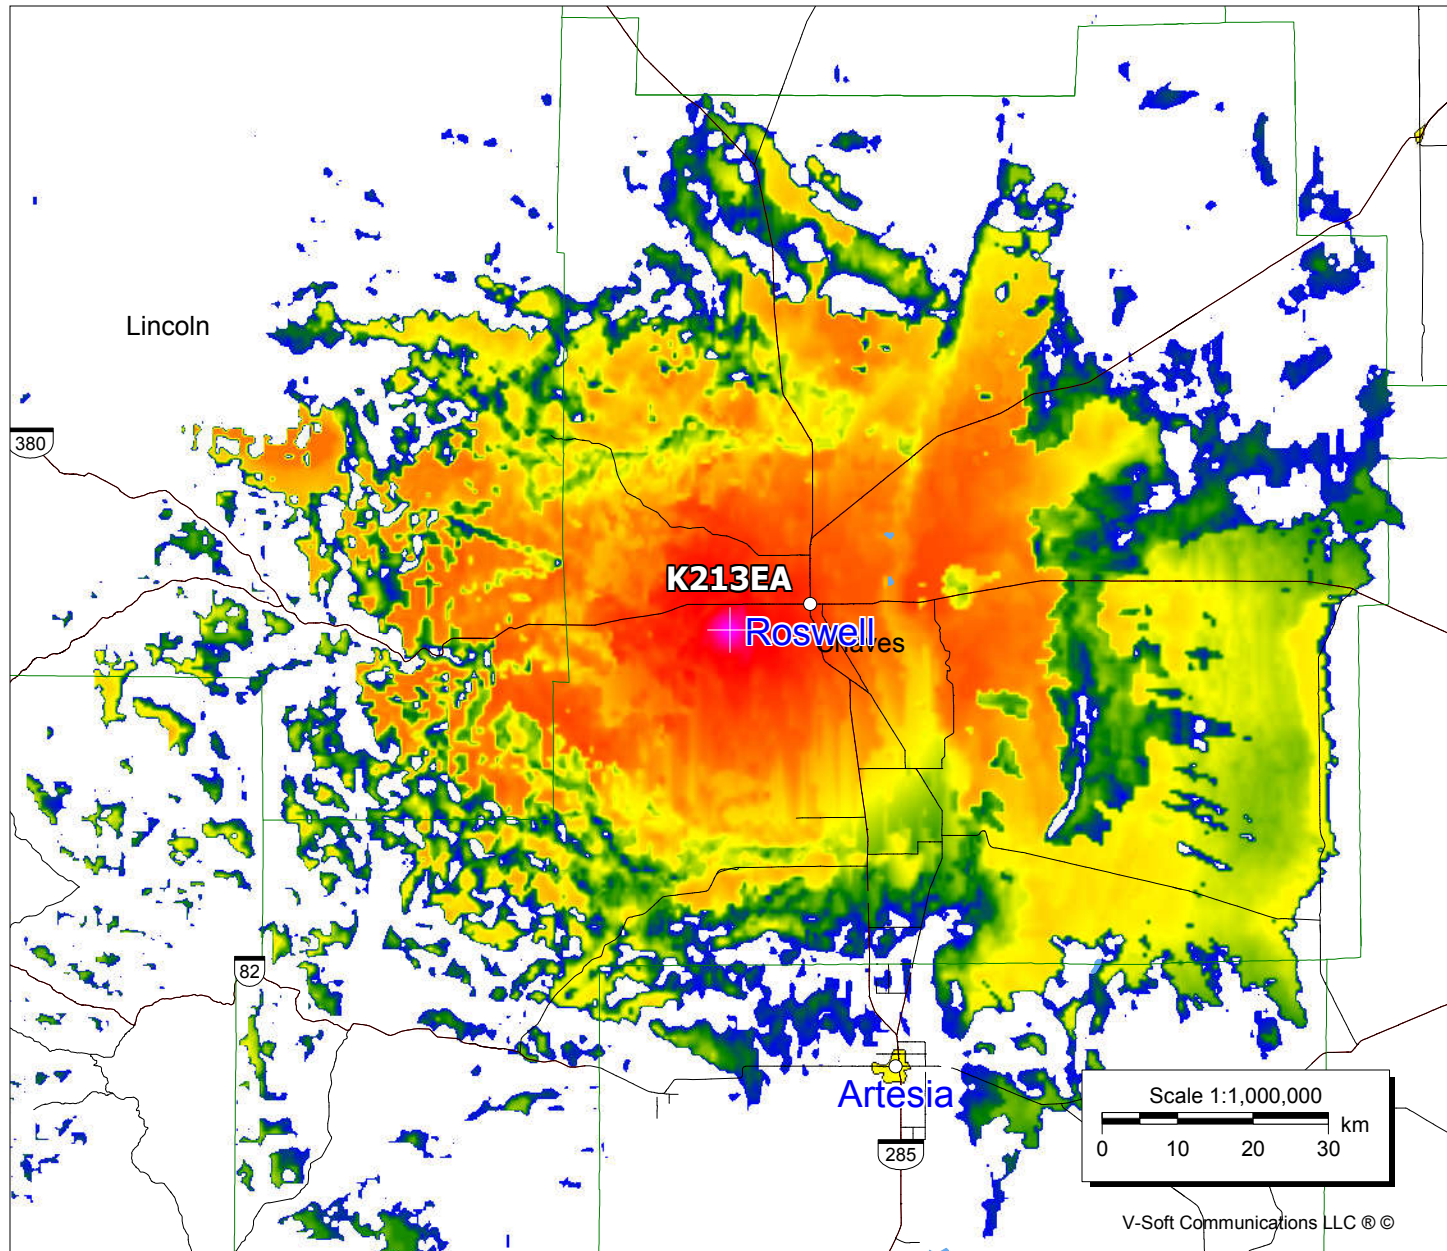 Lincoln
380
K213EA
Roswell
Chaves
82
Artesia
285
Scale 1:1,000,000
0 10 20 30 km
V-Soft Communications LLC ® ©